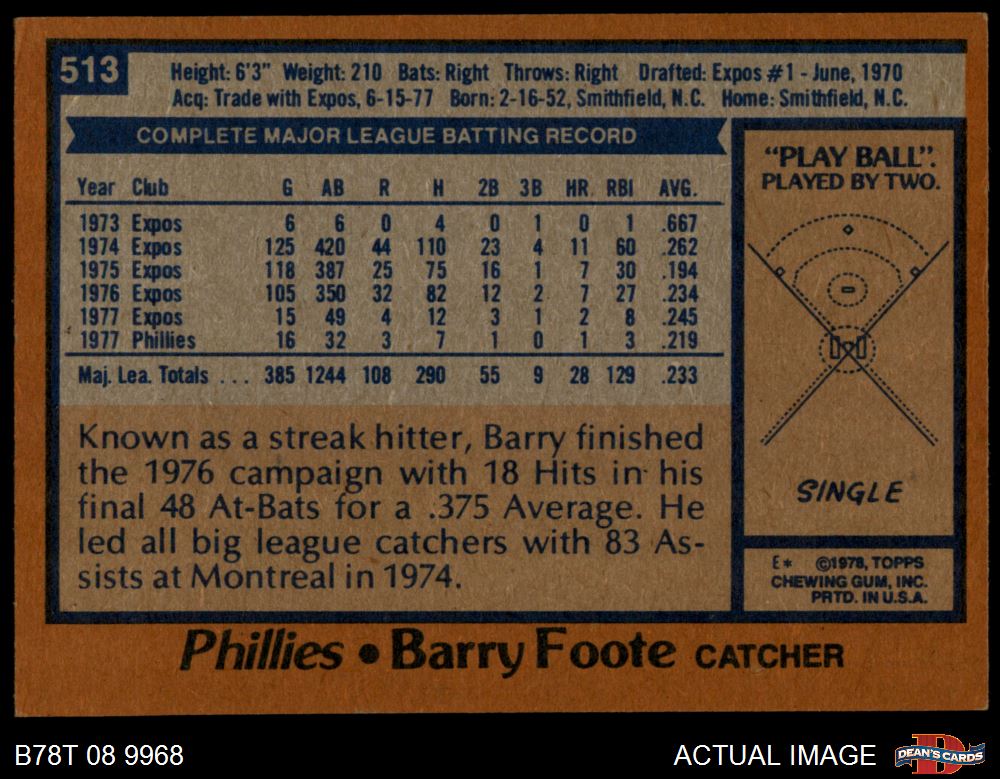 513
Height: 6'3" Weight: 210 Bats: Right Throws: Right Drafted: Expos #1 - June, 1970
Acq: Trade with Expos, 6-15-77 Born: 2-16-52, Smithfield, N.C. Home: Smithfield, N.C.
COMPLETE MAJOR LEAGUE BATTING RECORD
Year Club G AB R H 2B 3B HR RBI AVG.
1973 Expos 6 6 0 4 0 1 0 1 .667
1974 Expos 125 420 44 110 23 4 11 60 .262
1975 Expos 118 387 25 75 16 1 7 30 .194
1976 Expos 105 350 32 82 12 2 7 27 .234
1977 Expos 15 49 4 12 3 1 2 8 .245
1977 Phillies 16 32 3 7 1 0 1 3 .219
Maj. Lea. Totals ... 385 1244 108 290 55 9 28 129 .233
Known as a streak hitter, Barry finished
the 1976 campaign with 18 Hits in his
final 48 At-Bats for a .375 Average. He
led all big league catchers with 83 As-
sists at Montreal in 1974.
"PLAY BALL".
PLAYED BY TWO.
SINGLE
E* ©1978, TOPPS
CHEWING GUM, INC.
PRTD. IN U.S.A.
Phillies • Barry Foote CATCHER
B78T 08 9968
ACTUAL IMAGE
D
DEAN'S CARDS